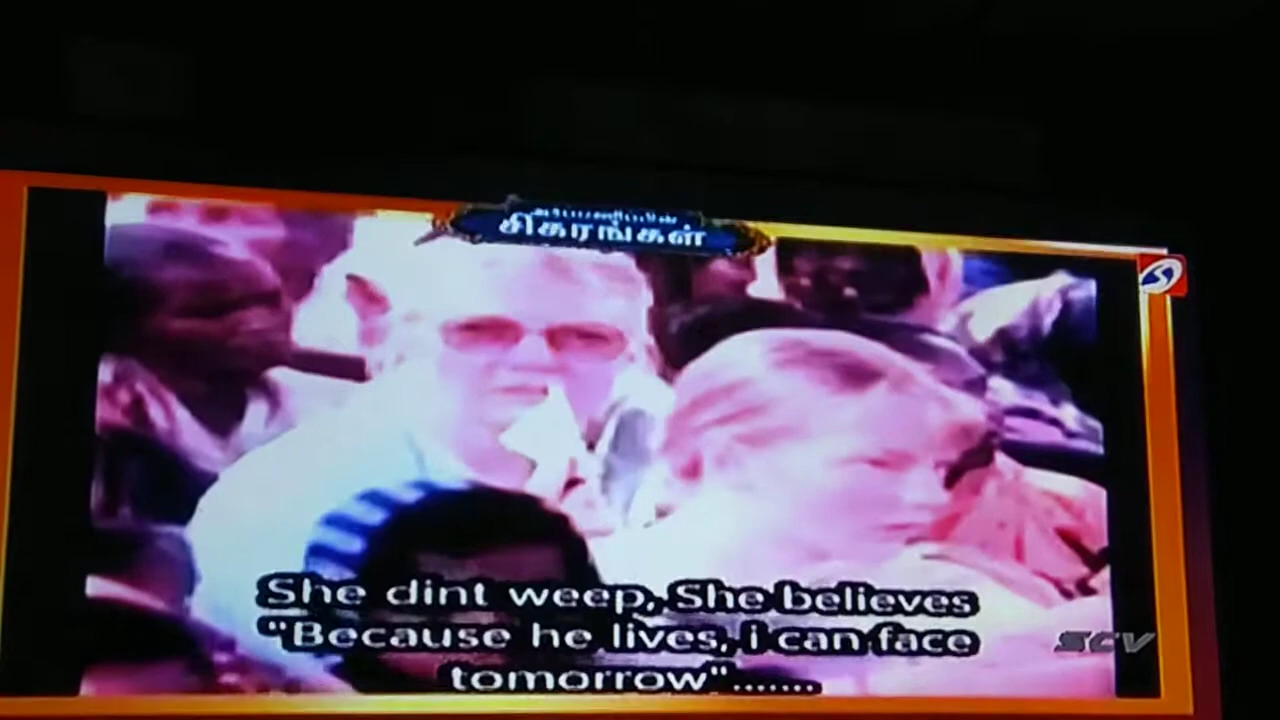 சிகரங்கள்
She dint weep, She believes
"Because he lives, i can face
tomorrow".......
SCV